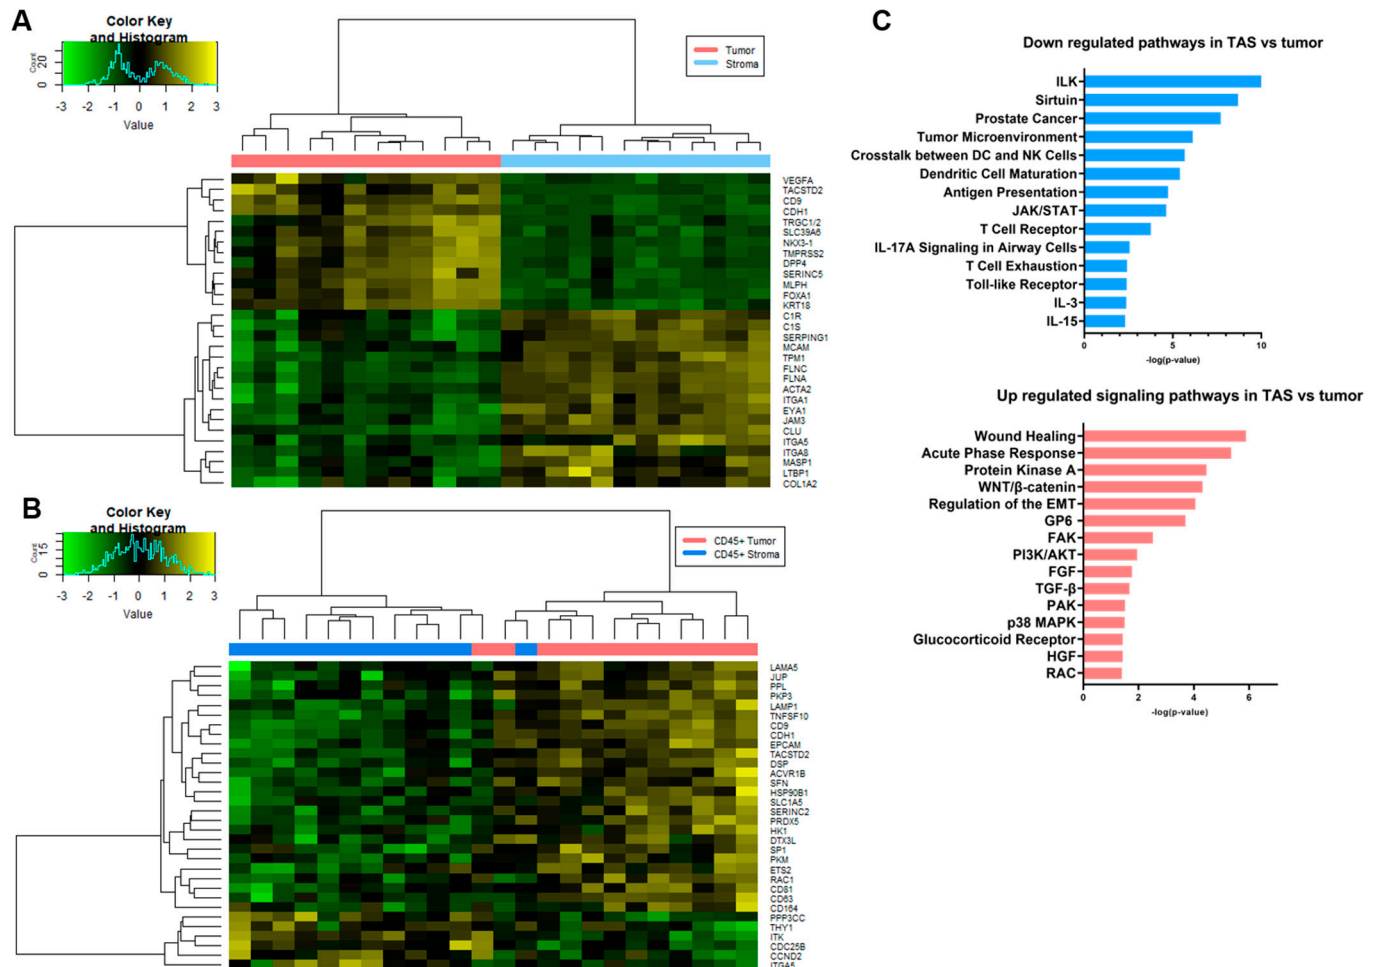 A
Color Key
and Histogram
Count
0 20
-3 -2 -1 0 1 2 3
Value
Tumor
Stroma
VEGFA
TACSTD2
CD9
CDH1
TRGC1/2
SLC39A6
NKX3-1
TMPRSS2
DPP4
SERINC5
MLPH
FOXA1
KRT18
C1R
C1S
SERPING1
MCAM
TPM1
FLNC
FLNA
ACTA2
ITGA1
EYA1
JAM3
CLU
ITGA5
ITGA8
MASP1
LTBP1
COL1A2
B
Color Key
and Histogram
Count
0 15
-3 -2 -1 0 1 2 3
Value
CD45+ Tumor
CD45+ Stroma
LAMA5
JUP
PPL
PKP3
LAMP1
TNFSF10
CD9
CDH1
EPCAM
TACSTD2
DSP
ACVR1B
SFN
HSP90B1
SLC1A5
SERINC2
PRDX5
HK1
DTX3L
SP1
PKM
ETS2
RAC1
CD81
CD63
CD164
PPP3CC
THY1
ITK
CDC25B
CCND2
ITGA5
C
Down regulated pathways in TAS vs tumor
ILK
Sirtuin
Prostate Cancer
Tumor Microenvironment
Crosstalk between DC and NK Cells
Dendritic Cell Maturation
Antigen Presentation
JAK/STAT
T Cell Receptor
IL-17A Signaling in Airway Cells
T Cell Exhaustion
Toll-like Receptor
IL-3
IL-15
0 5 10
-log(p-value)
Up regulated signaling pathways in TAS vs tumor
Wound Healing
Acute Phase Response
Protein Kinase A
WNT/β-catenin
Regulation of the EMT
GP6
FAK
PI3K/AKT
FGF
TGF-β
PAK
p38 MAPK
Glucocorticoid Receptor
HGF
RAC
0 2 4 6
-log(p-value)